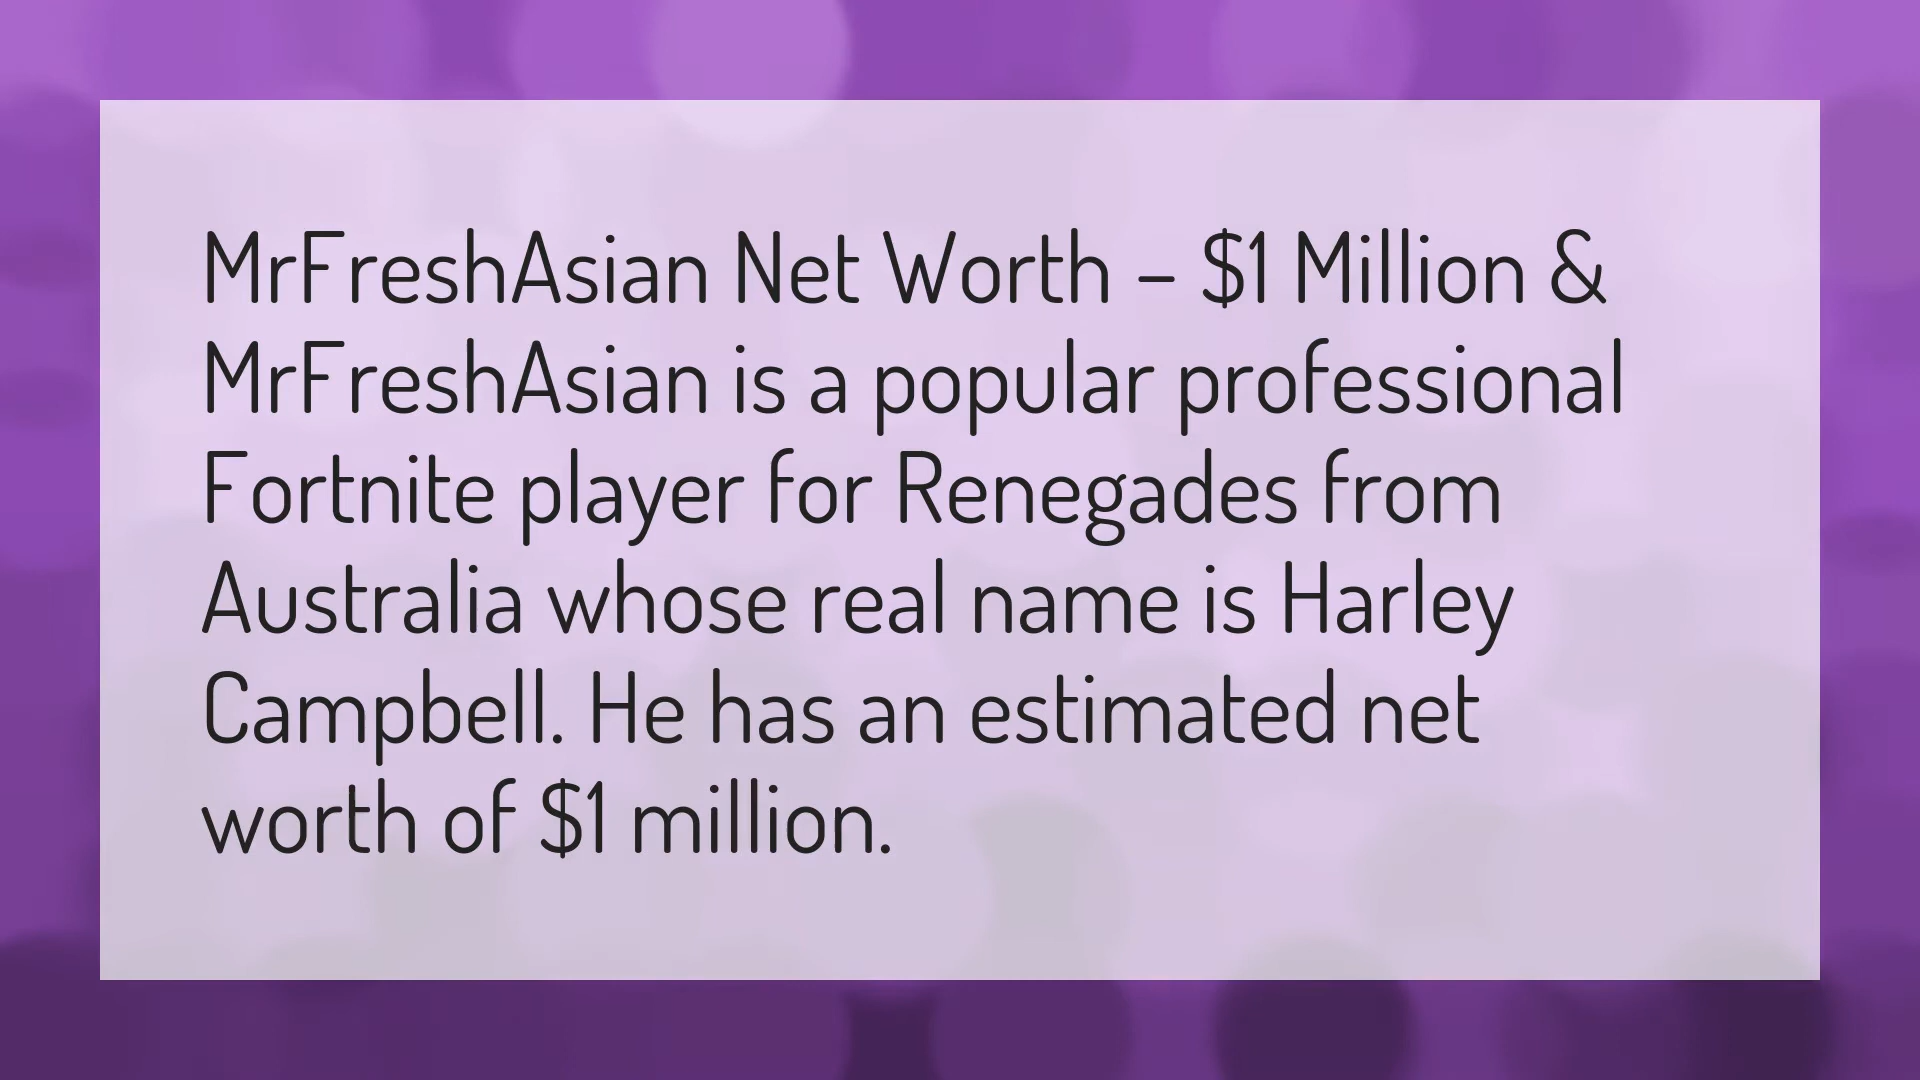 MrFreshAsian Net Worth – $1 Million &
MrFreshAsian is a popular professional
Fortnite player for Renegades from
Australia whose real name is Harley
Campbell. He has an estimated net
worth of $1 million.